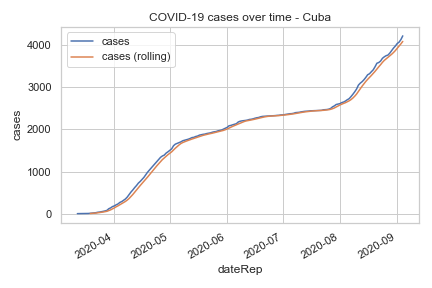 COVID-19 cases over time - Cuba
cases
cases (rolling)
4000
3000
2000
1000
0
cases
2020-04
2020-05
2020-06
2020-07
2020-08
2020-09
dateRep